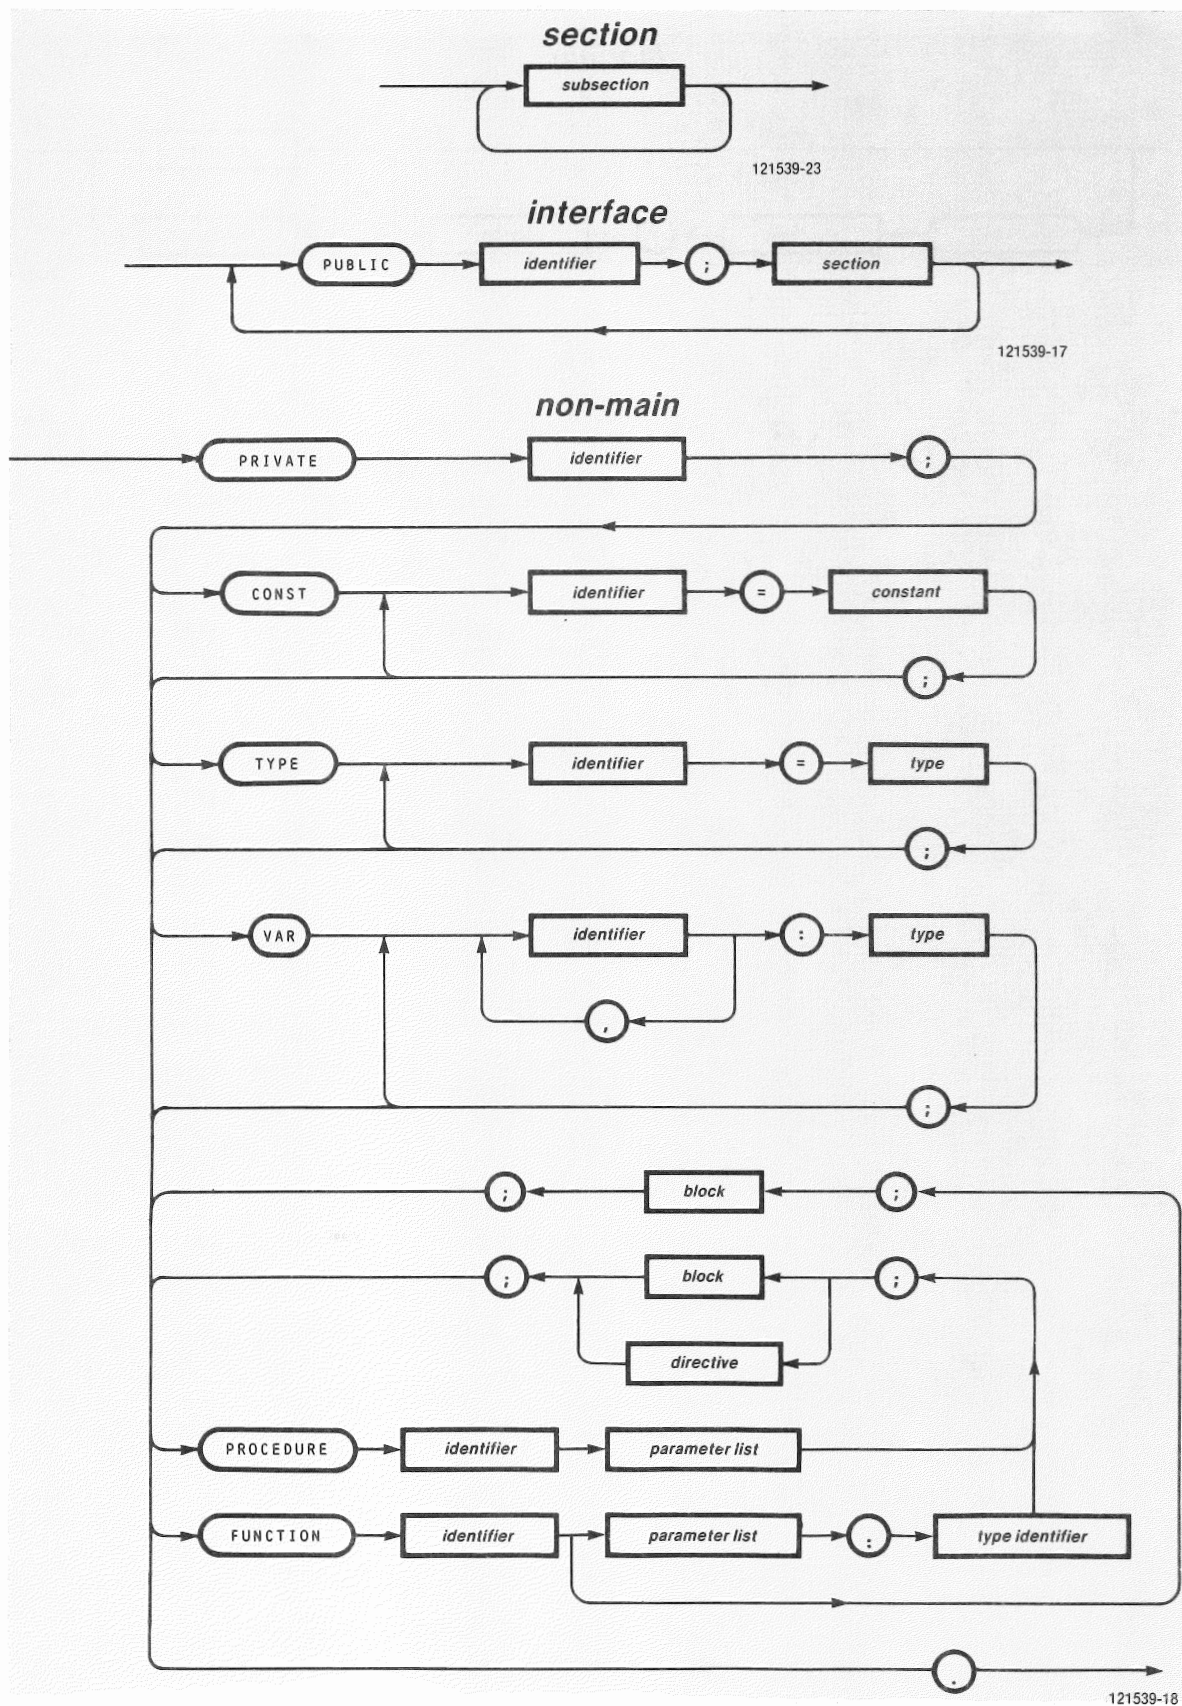 section
subsection
121539-23
interface
PUBLIC identifier ; section
121539-17
non-main
PRIVATE identifier ;
CONST identifier = constant
;
TYPE identifier = type
;
VAR identifier : type
,
;
; block ;
; block ;
directive
PROCEDURE identifier parameter list
FUNCTION identifier parameter list : type identifier
.
121539-18